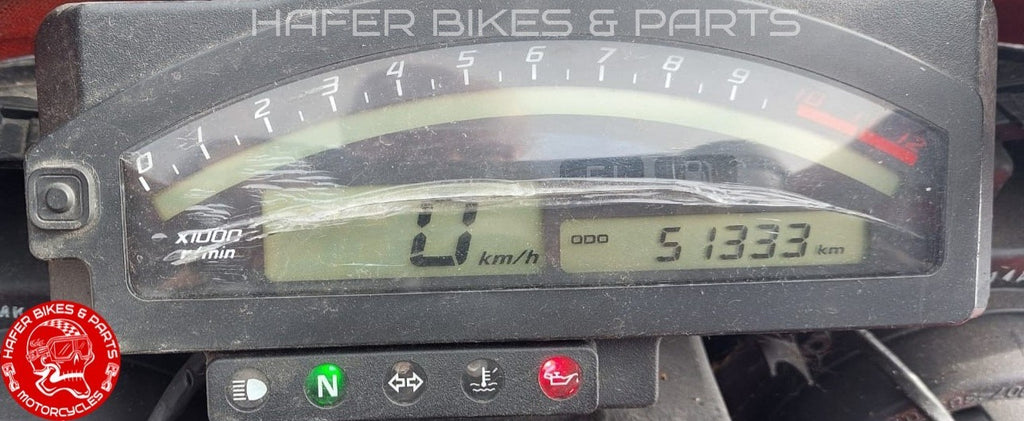 HAFER BIKES & PARTS
0 1 2 3 4 5 6 7 8 9 10 12
x1000
r/min
0 km/h
ODO 51333 km
HAFER BIKES & PARTS
MOTORCYCLES
N